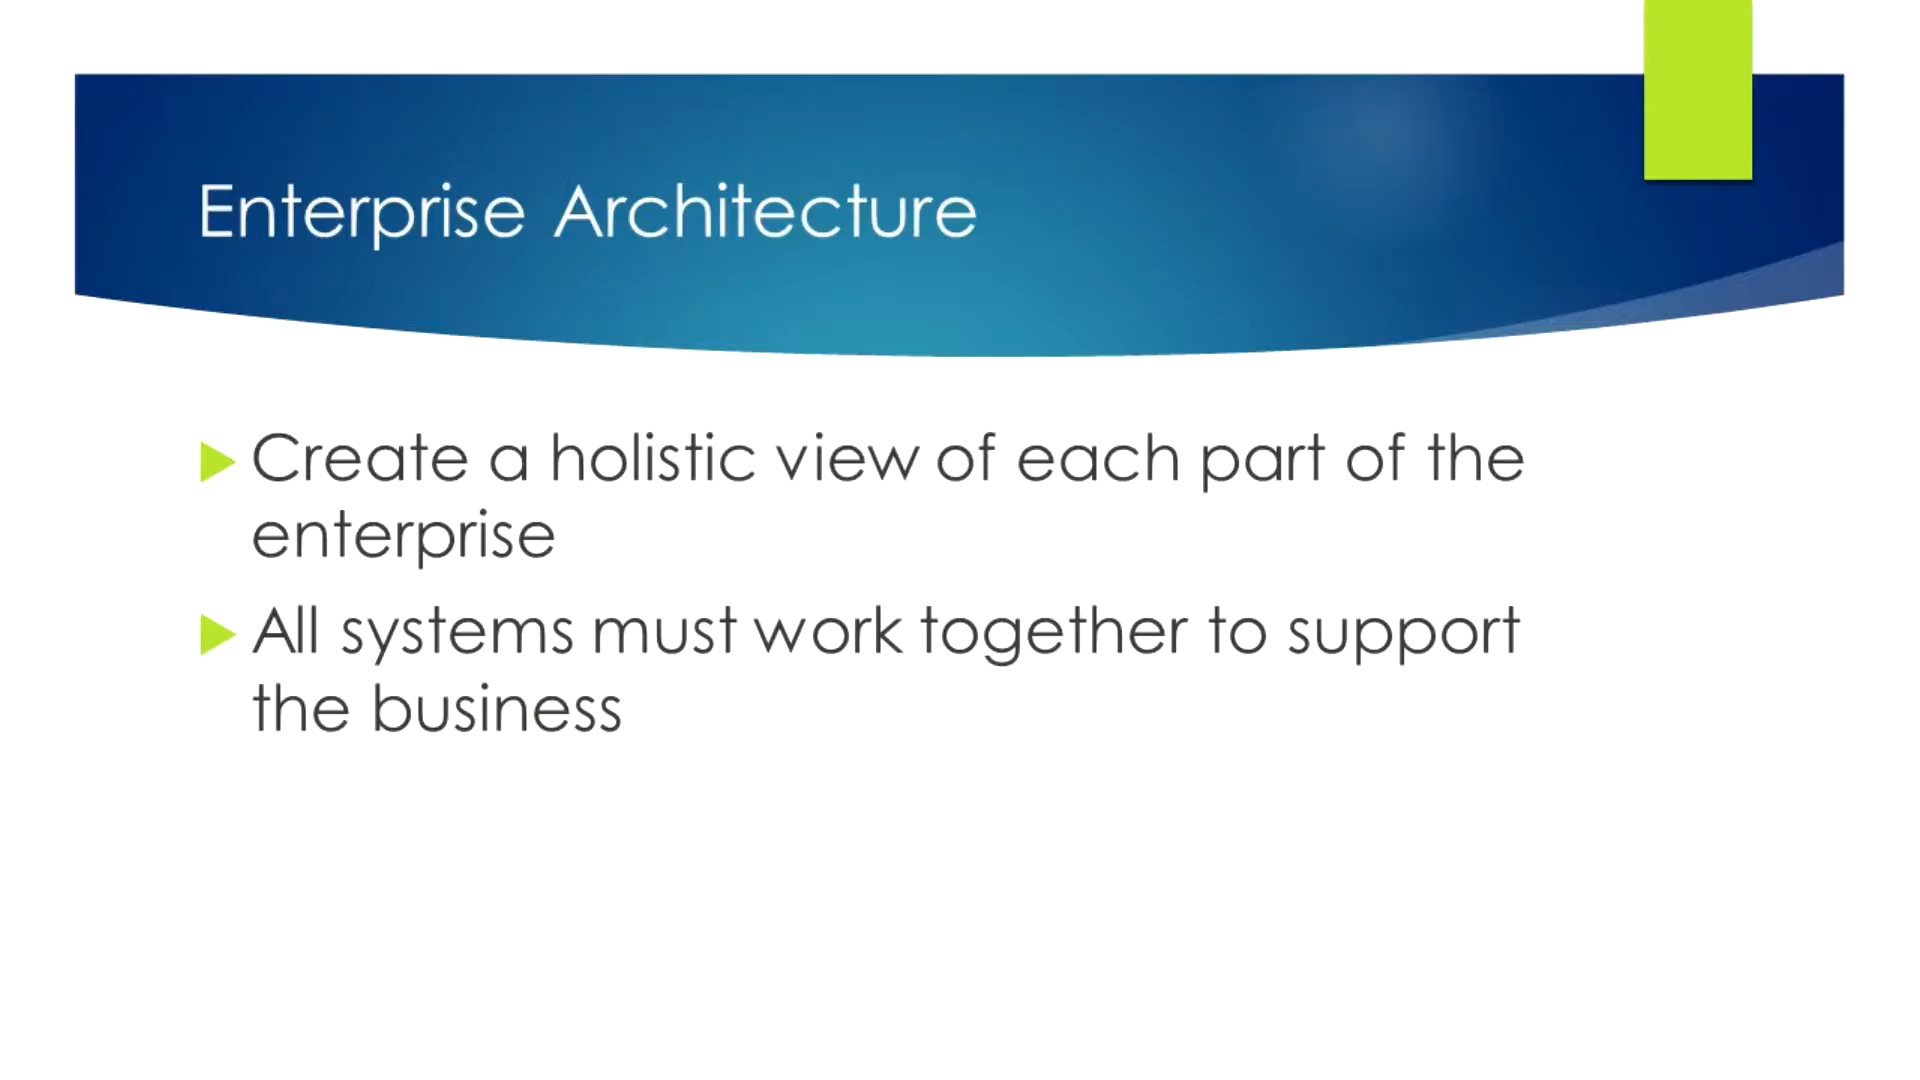 Enterprise Architecture
Create a holistic view of each part of the
enterprise
All systems must work together to support
the business